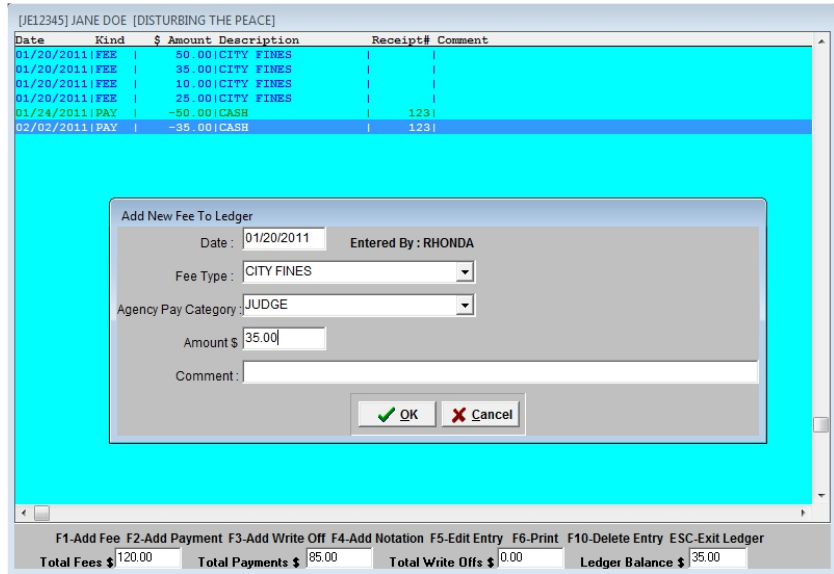 [JE12345] JANE DOE [DISTURBING THE PEACE]
Date Kind $ Amount Description Receipt# Comment
01/20/2011|FEE | 50.00|CITY FINES | |
01/20/2011|FEE | 35.00|CITY FINES | |
01/20/2011|FEE | 10.00|CITY FINES | |
01/20/2011|FEE | 25.00|CITY FINES | |
01/24/2011|PAY | -50.00|CASH | 123|
02/02/2011|PAY | -35.00|CASH | 123|
Add New Fee To Ledger
Date : 01/20/2011 Entered By : RHONDA
Fee Type : CITY FINES
Agency Pay Category : JUDGE
Amount $ 35.00
Comment :
OK Cancel
F1-Add Fee F2-Add Payment F3-Add Write Off F4-Add Notation F5-Edit Entry F6-Print F10-Delete Entry ESC-Exit Ledger
Total Fees $ 120.00 Total Payments $ 85.00 Total Write Offs $ 0.00 Ledger Balance $ 35.00